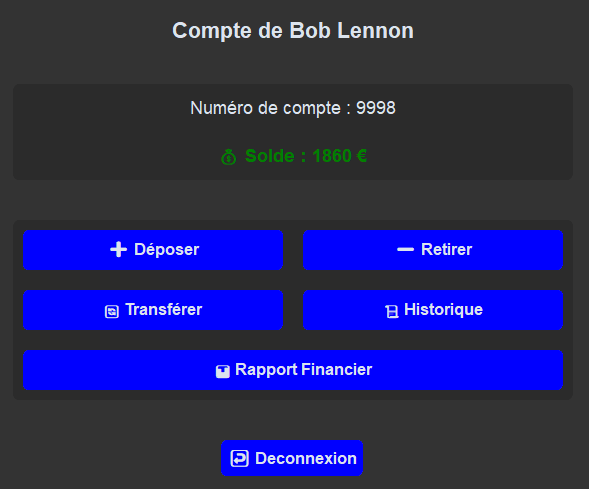 Compte de Bob Lennon
Numéro de compte : 9998
Solde : 1860 €
Déposer
Retirer
Transférer
Historique
Rapport Financier
Deconnexion